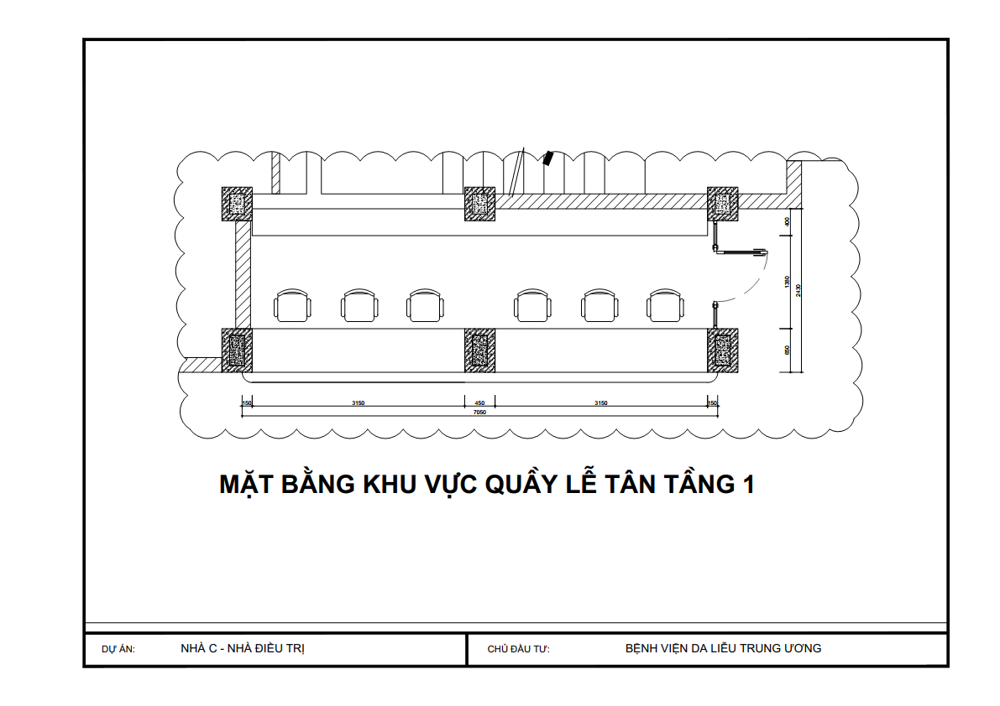 400
1380
2430
650
150
3150
450
3150
150
7050
MẶT BẰNG KHU VỰC QUẦY LỄ TÂN TẦNG 1
DỰ ÁN:
NHÀ C - NHÀ ĐIỀU TRỊ
CHỦ ĐẦU TƯ:
BỆNH VIỆN DA LIỄU TRUNG ƯƠNG